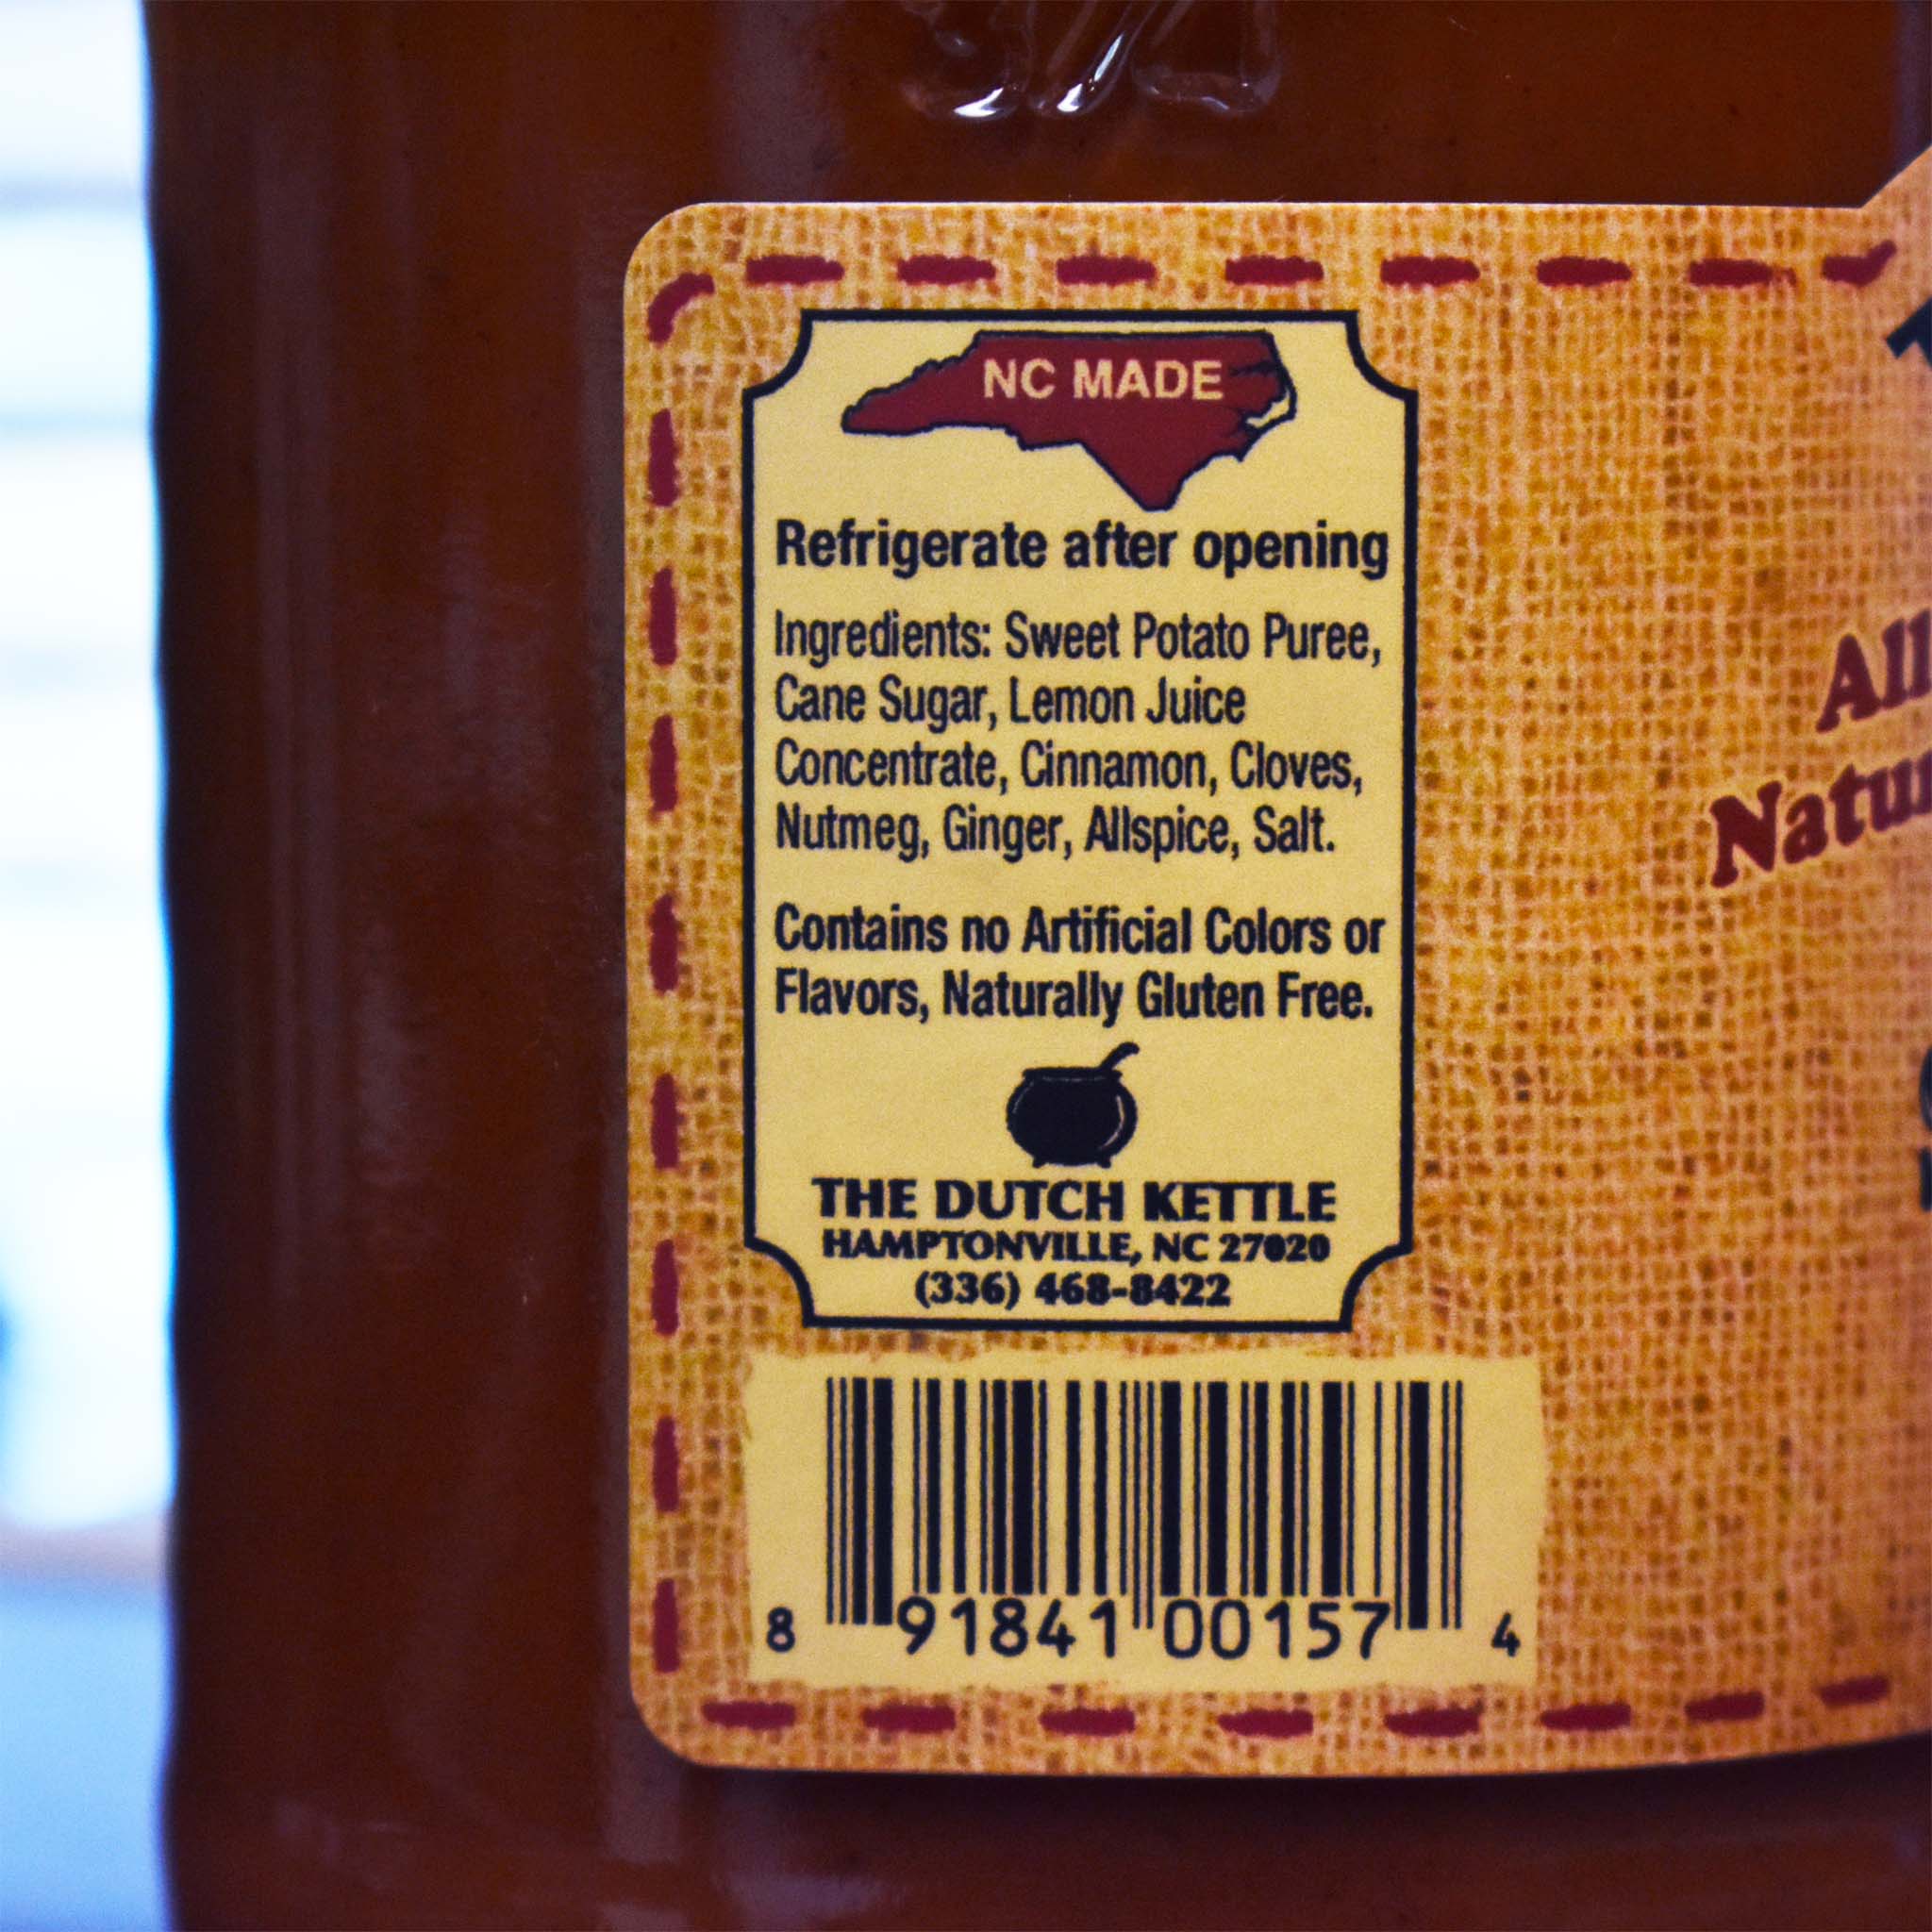 NC MADE
Refrigerate after opening
Ingredients: Sweet Potato Puree,
Cane Sugar, Lemon Juice
Concentrate, Cinnamon, Cloves,
Nutmeg, Ginger, Allspice, Salt.
Contains no Artificial Colors or
Flavors, Naturally Gluten Free.
THE DUTCH KETTLE
HAMPTONVILLE, NC 27020
(336) 468-8422
8 91841 00157 4
All